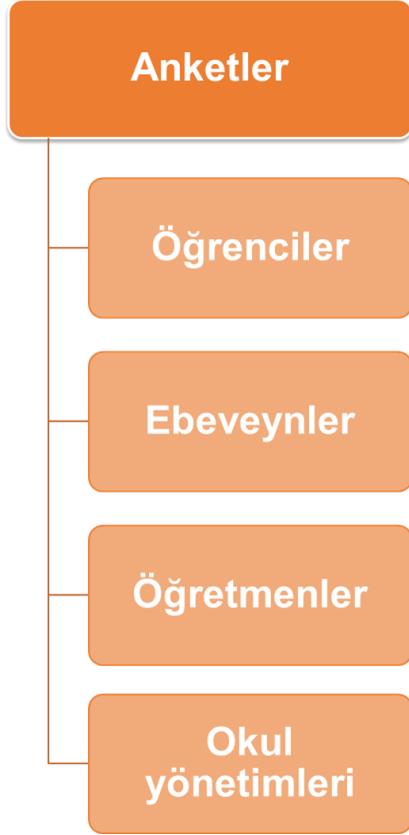 Anketler
Öğrenciler
Ebeveynler
Öğretmenler
Okul
yönetimleri